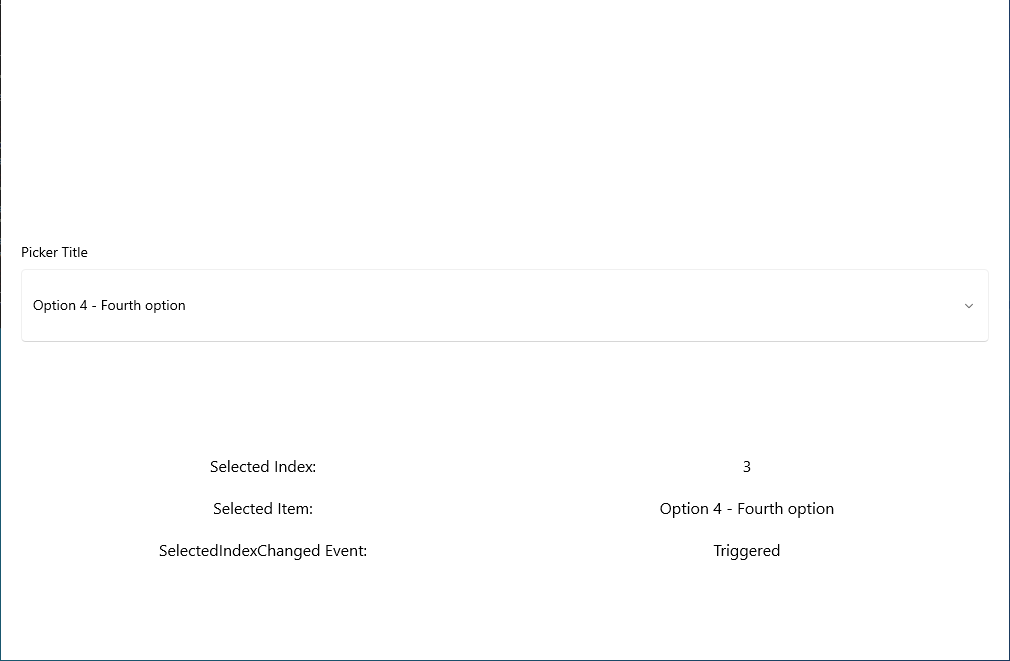 Picker Title
Option 4 - Fourth option
Selected Index: 3
Selected Item: Option 4 - Fourth option
SelectedIndexChanged Event: Triggered